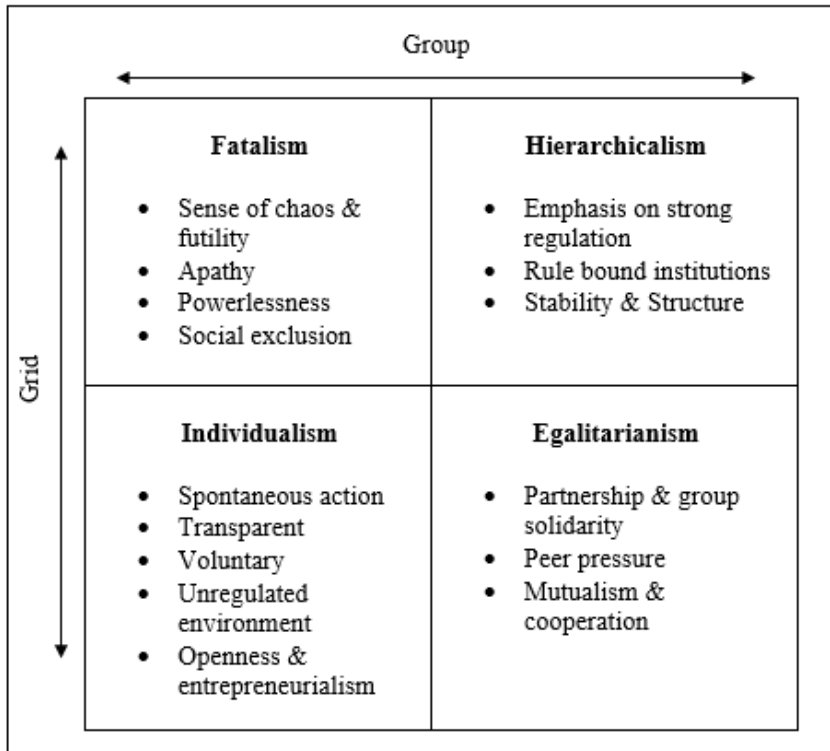 Group
Grid
Fatalism
• Sense of chaos &
futility
• Apathy
• Powerlessness
• Social exclusion
Hierarchicalism
• Emphasis on strong
regulation
• Rule bound institutions
• Stability & Structure
Individualism
• Spontaneous action
• Transparent
• Voluntary
• Unregulated
environment
• Openness &
entrepreneurialism
Egalitarianism
• Partnership & group
solidarity
• Peer pressure
• Mutualism &
cooperation